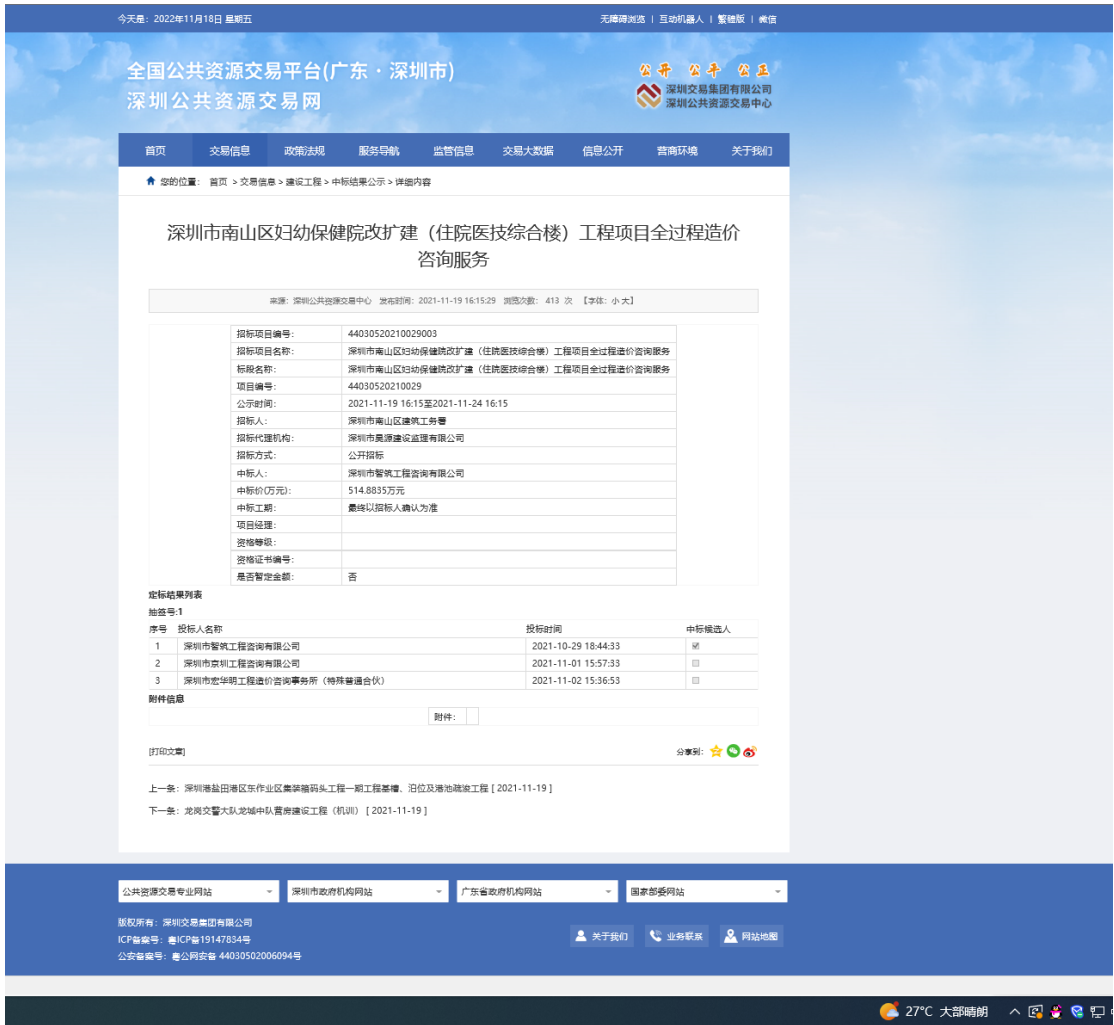 今天是：2022年11月18日 星期五
无障碍浏览 | 互动机器人 | 繁體版 | 微信
全国公共资源交易平台(广东·深圳市)
深圳公共资源交易网
公开 公平 公正
深圳交易集团有限公司
深圳公共资源交易中心
首页 交易信息 政策法规 服务导航 监管信息 交易大数据 信息公开 营商环境 关于我们
您的位置： 首页 > 交易信息 > 建设工程 > 中标结果公示 > 详细内容
深圳市南山区妇幼保健院改扩建（住院医技综合楼）工程项目全过程造价
咨询服务
来源：深圳公共资源交易中心 发布时间：2021-11-19 16:15:29 浏览次数： 413 次 【字体：小 大】
招标项目编号： 44030520210029003
招标项目名称： 深圳市南山区妇幼保健院改扩建（住院医技综合楼）工程项目全过程造价咨询服务
标段名称： 深圳市南山区妇幼保健院改扩建（住院医技综合楼）工程项目全过程造价咨询服务
项目编号： 44030520210029
公示时间： 2021-11-19 16:15至2021-11-24 16:15
招标人： 深圳市南山区建筑工务署
招标代理机构： 深圳市昊源建设监理有限公司
招标方式： 公开招标
中标人： 深圳市智筑工程咨询有限公司
中标价(万元)： 514.8835万元
中标工期： 最终以招标人确认为准
项目经理：
资格等级：
资格证书编号：
是否暂定金额： 否
定标结果列表
抽签号:1
序号 投标人名称 投标时间 中标候选人
1 深圳市智筑工程咨询有限公司 2021-10-29 18:44:33
2 深圳市京圳工程咨询有限公司 2021-11-01 15:57:33
3 深圳市宏华明工程造价咨询事务所（特殊普通合伙） 2021-11-02 15:36:53
附件信息
附件：
[打印文章]
分享到：
上一条：深圳港盐田港区东作业区集装箱码头工程一期工程基槽、泊位及港池疏浚工程 [ 2021-11-19 ]
下一条：龙岗交警大队龙城中队营房建设工程（机训） [ 2021-11-19 ]
公共资源交易专业网站 深圳市政府机构网站 广东省政府机构网站 国家部委网站
版权所有：深圳交易集团有限公司
ICP备案号：粤ICP备19147834号
公安备案号：粤公网安备 44030502006094号
关于我们 业务联系 网站地图
27°C 大部晴朗